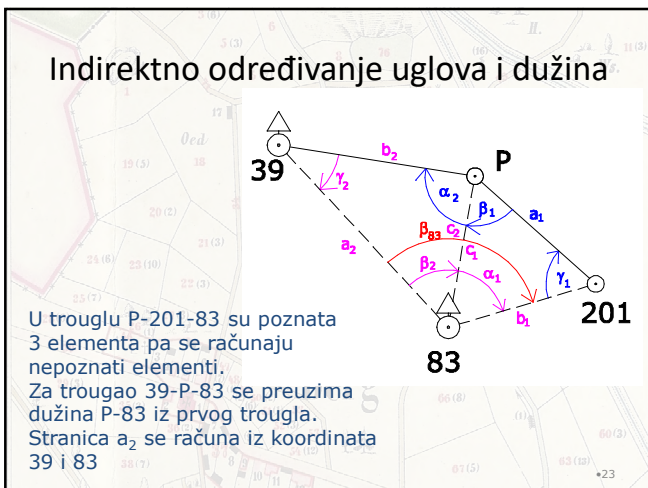 Indirektno određivanje uglova i dužina
39
b₂
P
γ₂
α₂
β₁
a₁
c₂
β₈₃
c₁
a₂
β₂
α₁
γ₁
b₁
201
83
U trouglu P-201-83 su poznata
3 elementa pa se računaju
nepoznati elementi.
Za trougao 39-P-83 se preuzima
dužina P-83 iz prvog trougla.
Stranica a₂ se računa iz koordinata
39 i 83
•23